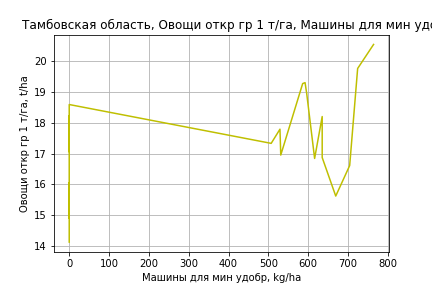 Тамбовская область, Овощи откр гр 1 т/га, Машины для мин удо
20
19
18
17
16
15
14
Овощи откр гр 1 т/га, t/ha
0 100 200 300 400 500 600 700 800
Машины для мин удобр, kg/ha